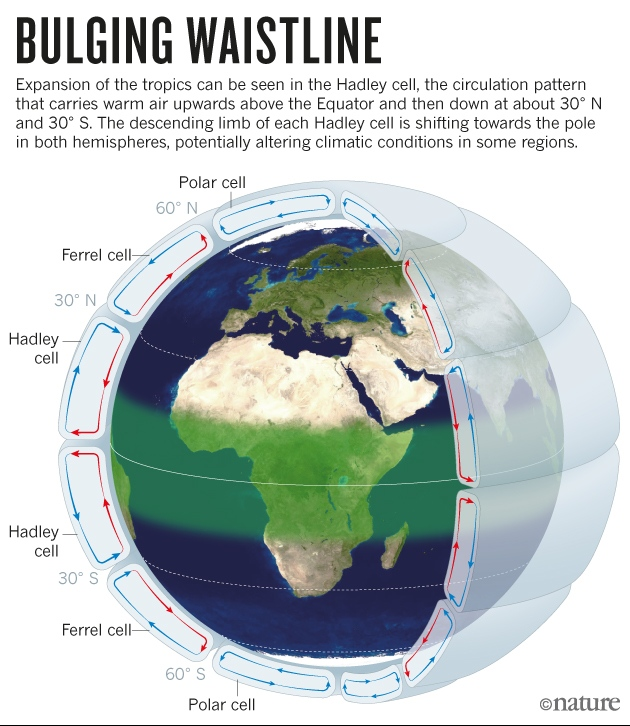 BULGING WAISTLINE
Expansion of the tropics can be seen in the Hadley cell, the circulation pattern
that carries warm air upwards above the Equator and then down at about 30° N
and 30° S. The descending limb of each Hadley cell is shifting towards the pole
in both hemispheres, potentially altering climatic conditions in some regions.
Polar cell
60° N
Ferrel cell
30° N
Hadley
cell
Hadley
cell
30° S
Ferrel cell
60° S
Polar cell
©nature